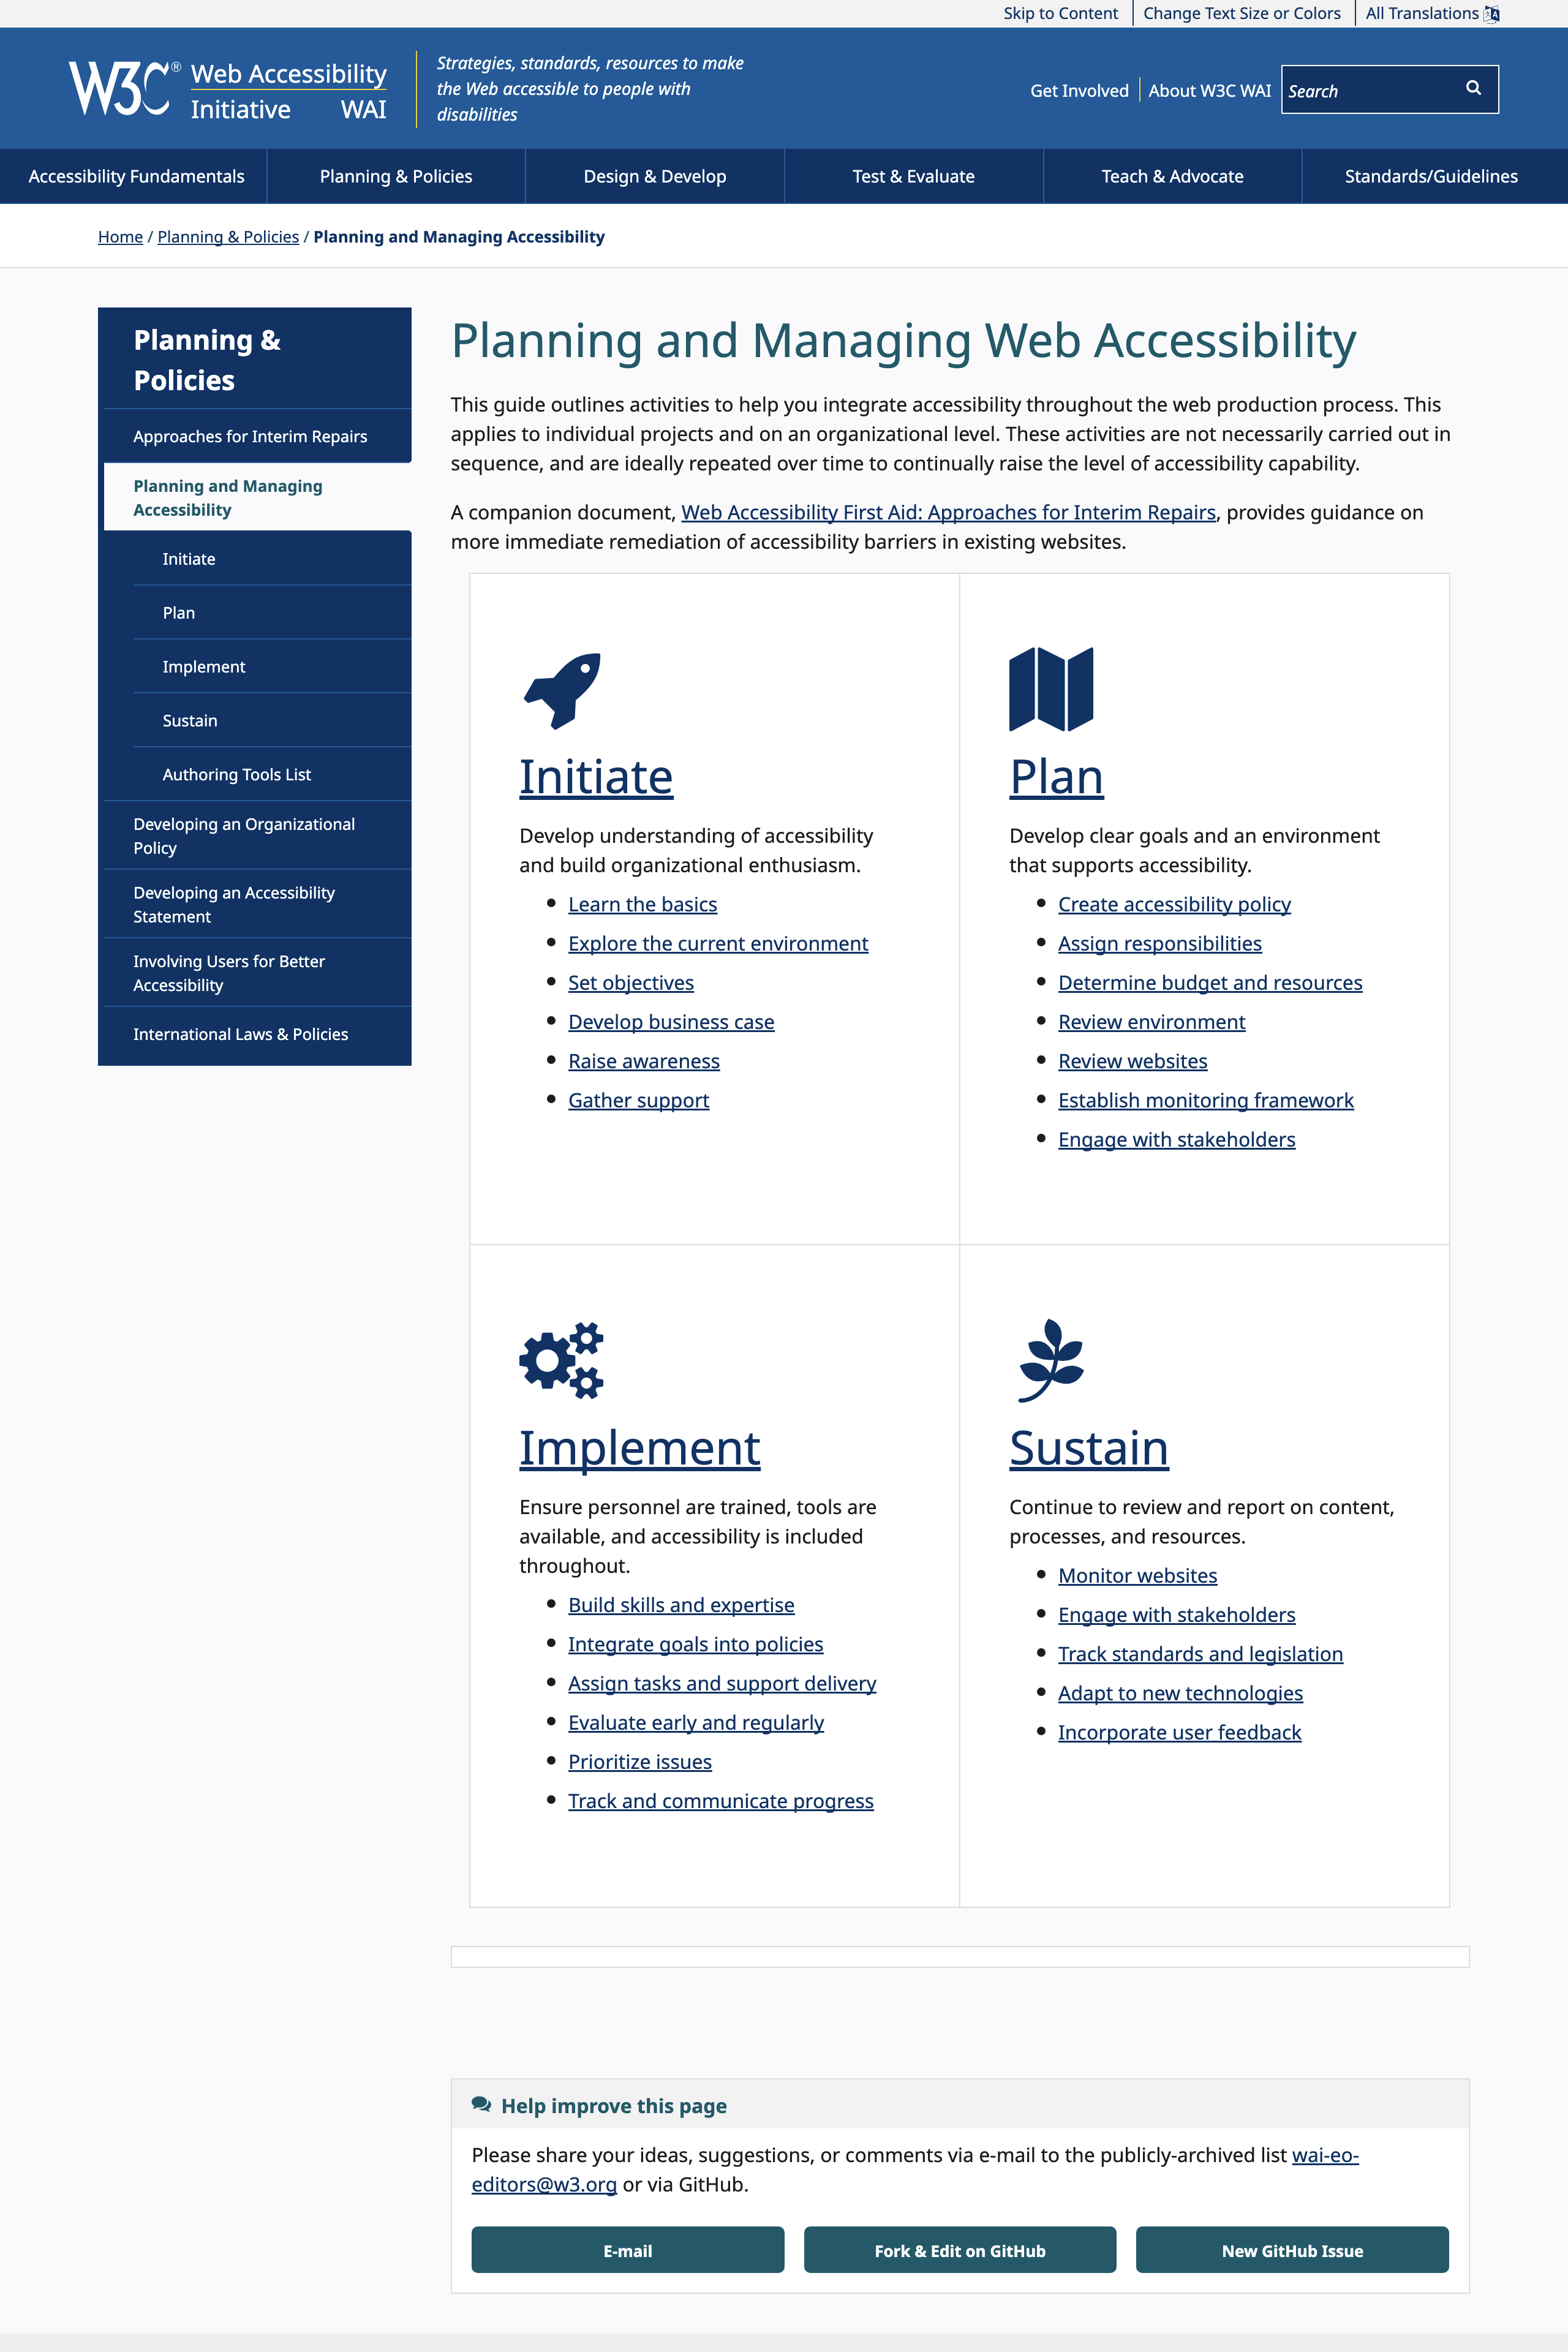 Skip to Content
Change Text Size or Colors
All Translations
W3C® Web Accessibility
Initiative WAI
Strategies, standards, resources to make
the Web accessible to people with
disabilities
Get Involved
About W3C WAI
Search
Accessibility Fundamentals
Planning & Policies
Design & Develop
Test & Evaluate
Teach & Advocate
Standards/Guidelines
Home / Planning & Policies / Planning and Managing Accessibility
Planning &
Policies
Approaches for Interim Repairs
Planning and Managing
Accessibility
Initiate
Plan
Implement
Sustain
Authoring Tools List
Developing an Organizational
Policy
Developing an Accessibility
Statement
Involving Users for Better
Accessibility
International Laws & Policies
Planning and Managing Web Accessibility
This guide outlines activities to help you integrate accessibility throughout the web production process. This
applies to individual projects and on an organizational level. These activities are not necessarily carried out in
sequence, and are ideally repeated over time to continually raise the level of accessibility capability.
A companion document, Web Accessibility First Aid: Approaches for Interim Repairs, provides guidance on
more immediate remediation of accessibility barriers in existing websites.
Initiate
Develop understanding of accessibility
and build organizational enthusiasm.
Learn the basics
Explore the current environment
Set objectives
Develop business case
Raise awareness
Gather support
Plan
Develop clear goals and an environment
that supports accessibility.
Create accessibility policy
Assign responsibilities
Determine budget and resources
Review environment
Review websites
Establish monitoring framework
Engage with stakeholders
Implement
Ensure personnel are trained, tools are
available, and accessibility is included
throughout.
Build skills and expertise
Integrate goals into policies
Assign tasks and support delivery
Evaluate early and regularly
Prioritize issues
Track and communicate progress
Sustain
Continue to review and report on content,
processes, and resources.
Monitor websites
Engage with stakeholders
Track standards and legislation
Adapt to new technologies
Incorporate user feedback
Help improve this page
Please share your ideas, suggestions, or comments via e-mail to the publicly-archived list wai-eo-
editors@w3.org or via GitHub.
E-mail
Fork & Edit on GitHub
New GitHub Issue